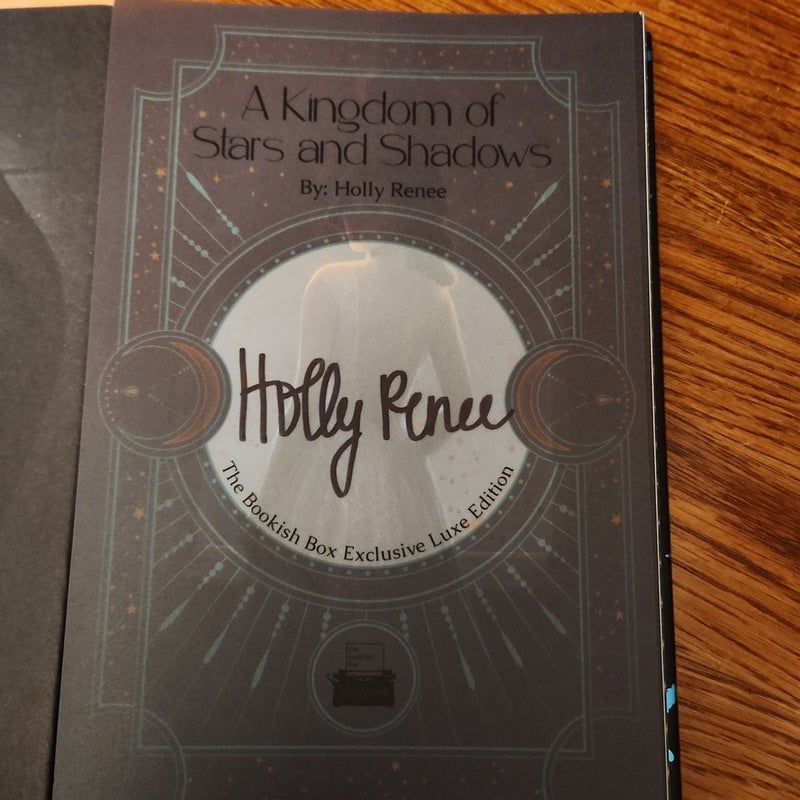 A Kingdom of
Stars and Shadows
By: Holly Renee
Holly Renee
The Bookish Box Exclusive Luxe Edition